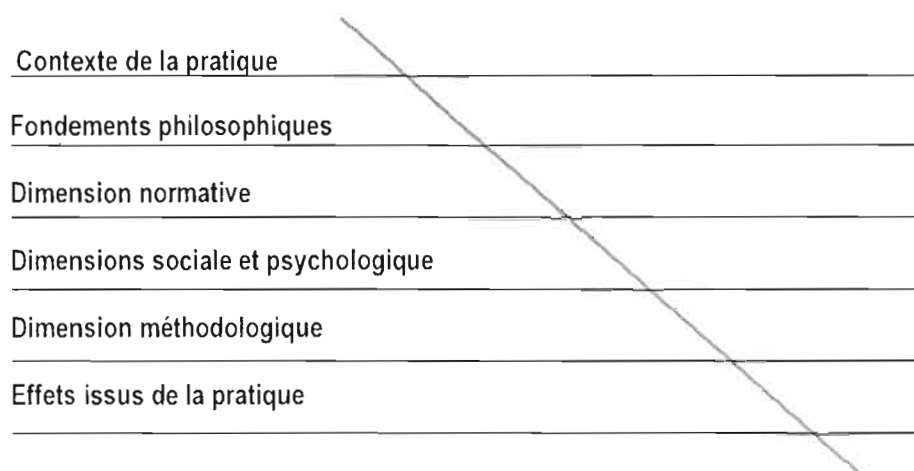 Contexte de la pratique
Fondements philosophiques
Dimension normative
Dimensions sociale et psychologique
Dimension méthodologique
Effets issus de la pratique